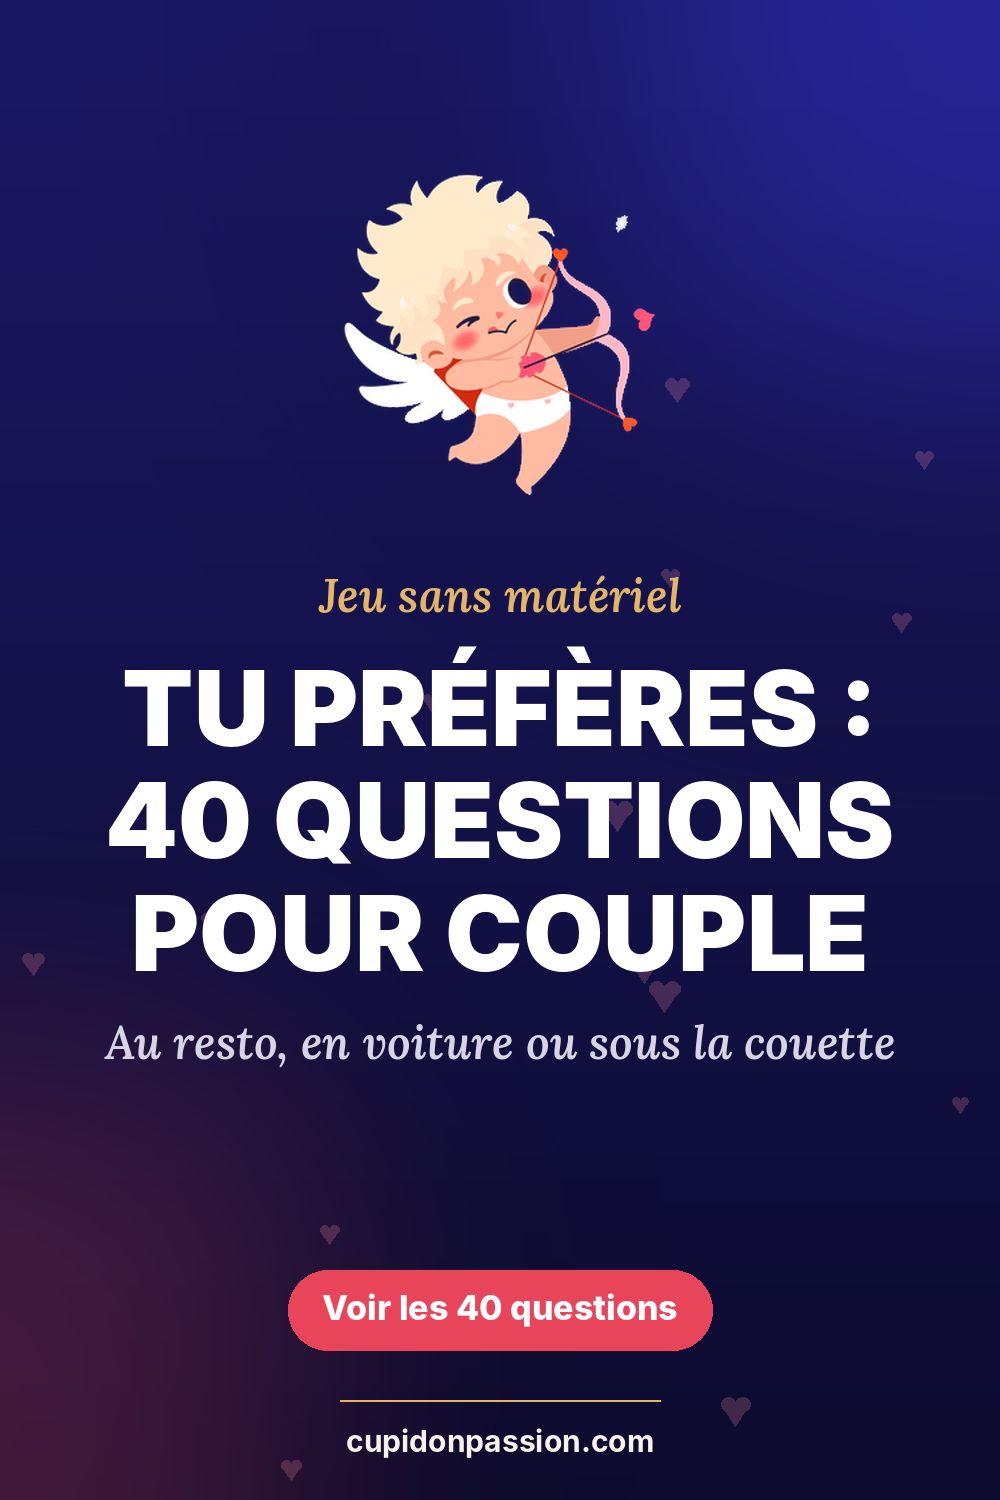 Jeu sans matériel
TU PRÉFÈRES :
40 QUESTIONS
POUR COUPLE
Au resto, en voiture ou sous la couette
Voir les 40 questions
cupidonpassion.com